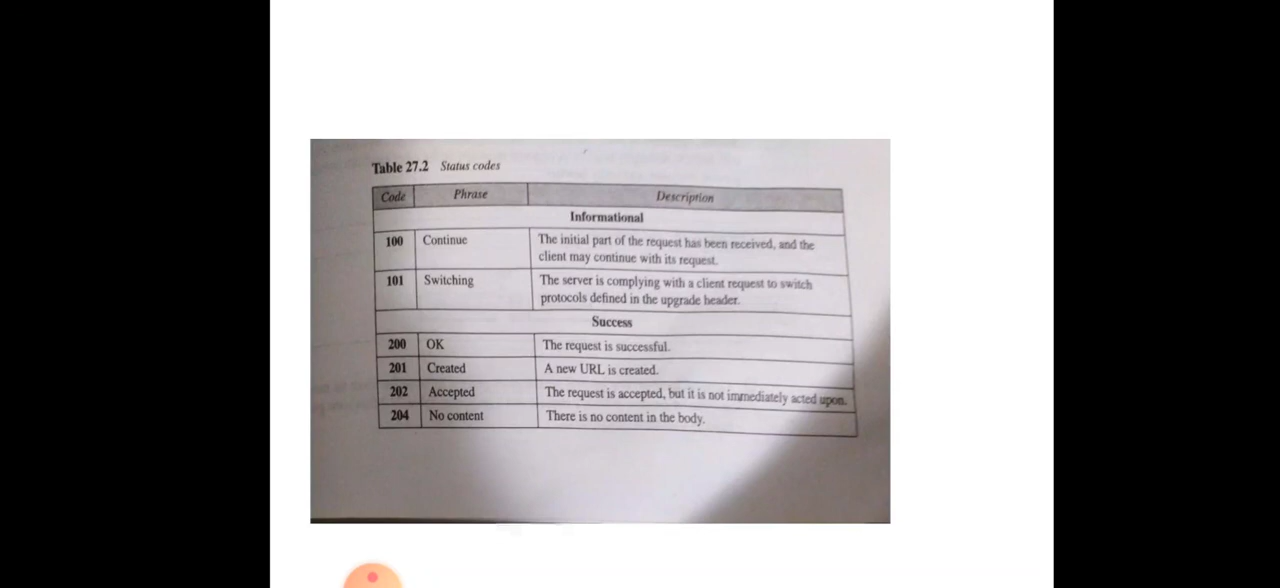 Table 27.2 Status codes
Code Phrase Description
Informational
100 Continue The initial part of the request has been received, and the
client may continue with its request.
101 Switching The server is complying with a client request to switch
protocols defined in the upgrade header.
Success
200 OK The request is successful.
201 Created A new URL is created.
202 Accepted The request is accepted, but it is not immediately acted upon.
204 No content There is no content in the body.